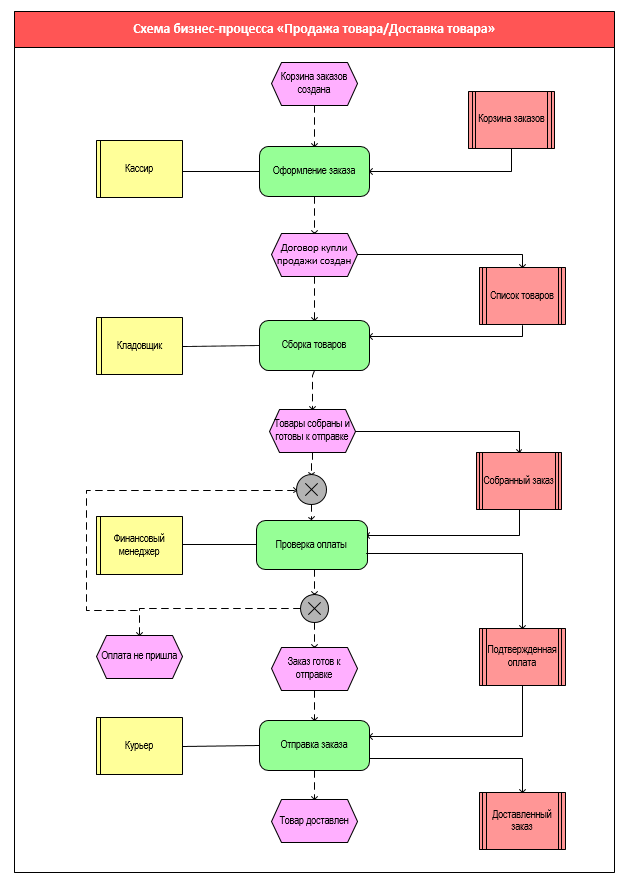 Схема бизнес-процесса «Продажа товара/Доставка товара»
Корзина заказов
создана
Корзина заказов
Кассир
Оформление заказа
Договор купли
продажи создан
Список товаров
Кладовщик
Сборка товаров
Товары собраны и
готовы к отправке
Собранный заказ
Финансовый
менеджер
Проверка оплаты
Оплата не пришла
Заказ готов к
отправке
Подтвержденная
оплата
Курьер
Отправка заказа
Товар доставлен
Доставленный
заказ